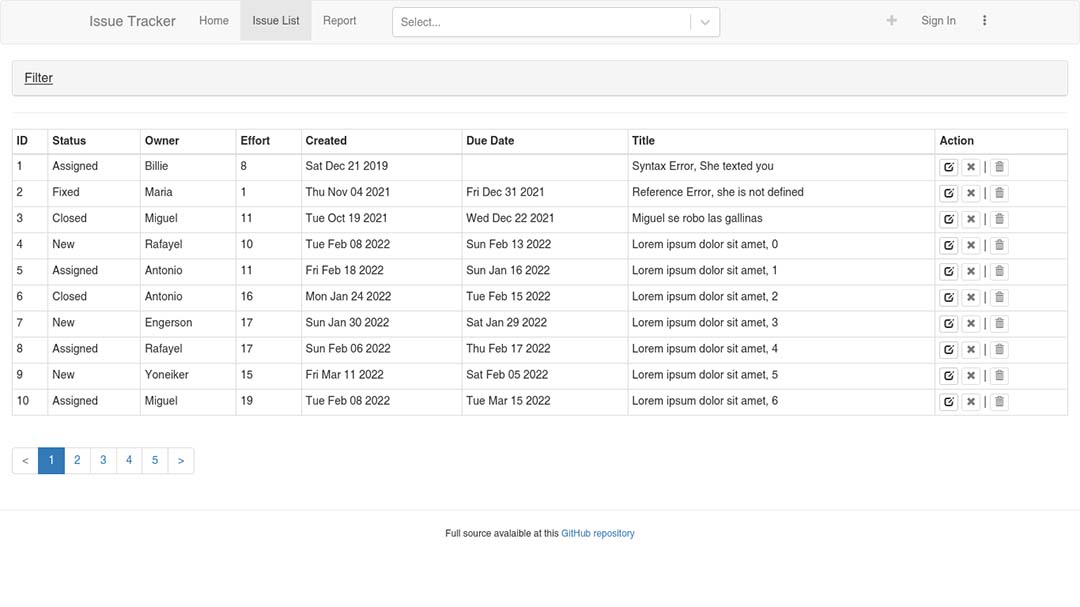 Issue Tracker Home Issue List Report Select... + Sign In
Filter
ID Status Owner Effort Created Due Date Title Action
1 Assigned Billie 8 Sat Dec 21 2019 Syntax Error, She texted you |
2 Fixed Maria 1 Thu Nov 04 2021 Fri Dec 31 2021 Reference Error, she is not defined |
3 Closed Miguel 11 Tue Oct 19 2021 Wed Dec 22 2021 Miguel se robo las gallinas |
4 New Rafayel 10 Tue Feb 08 2022 Sun Feb 13 2022 Lorem ipsum dolor sit amet, 0 |
5 Assigned Antonio 11 Fri Feb 18 2022 Sun Jan 16 2022 Lorem ipsum dolor sit amet, 1 |
6 Closed Antonio 16 Mon Jan 24 2022 Tue Feb 15 2022 Lorem ipsum dolor sit amet, 2 |
7 New Engerson 17 Sun Jan 30 2022 Sat Jan 29 2022 Lorem ipsum dolor sit amet, 3 |
8 Assigned Rafayel 17 Sun Feb 06 2022 Thu Feb 17 2022 Lorem ipsum dolor sit amet, 4 |
9 New Yoneiker 15 Fri Mar 11 2022 Sat Feb 05 2022 Lorem ipsum dolor sit amet, 5 |
10 Assigned Miguel 19 Tue Feb 08 2022 Tue Mar 15 2022 Lorem ipsum dolor sit amet, 6 |
< 1 2 3 4 5 >
Full source avalaible at this GitHub repository